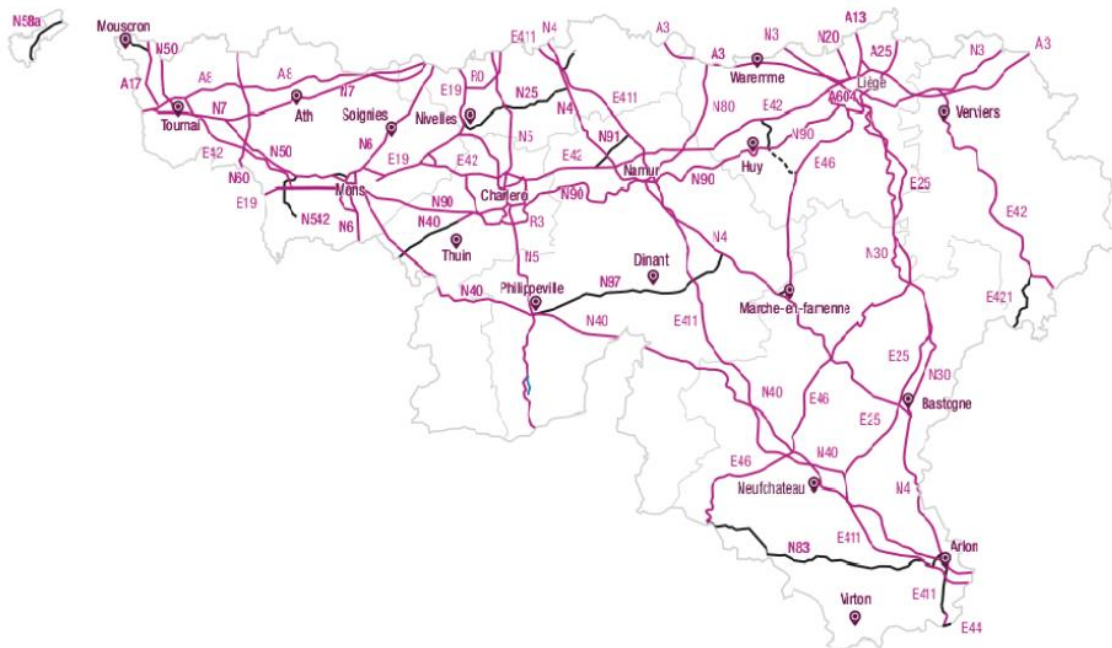 N58a
Mouscron
N50
A17
A8
A8
N7
N7
Tournai
Ath
Soignies
E42
N50
N60
E19
N542
Mons
N6
N6
E19
E42
N90
N40
Nivelles
E19
R0
E411
N4
N25
N5
N4
E411
N91
E42
Namur
Charleroi
N90
R3
N5
Thuin
Philippeville
N40
N97
Dinant
N40
A3
A3
Waremme
N3
N20
A13
A25
Liège
A604
N3
A3
Verviers
N80
E42
N90
Huy
N90
E46
E25
N30
E42
E421
N4
Marche-en-famenne
E411
E25
N30
Bastogne
N40
E46
E25
E46
N40
Neufchateau
N4
N83
E411
Arlon
E411
Virton
E44